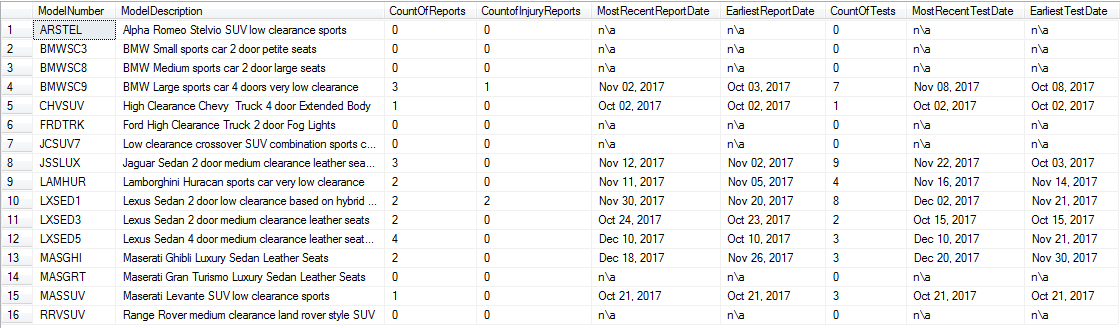 ModelNumber ModelDescription CountOfReports CountofInjuryReports MostRecentReportDate EarliestReportDate CountOfTests MostRecentTestDate EarliestTestDate
1 ARSTEL Alpha Romeo Stelvio SUV low clearance sports 0 0 n\a n\a 0 n\a n\a
2 BMWSC3 BMW Small sports car 2 door petite seats 0 0 n\a n\a 0 n\a n\a
3 BMWSC8 BMW Medium sports car 2 door large seats 0 0 n\a n\a 0 n\a n\a
4 BMWSC9 BMW Large sports car 4 doors very low clearance 3 1 Nov 02, 2017 Oct 03, 2017 7 Nov 08, 2017 Oct 08, 2017
5 CHVSUV High Clearance Chevy Truck 4 door Extended Body 1 0 Oct 02, 2017 Oct 02, 2017 1 Oct 02, 2017 Oct 02, 2017
6 FRDTRK Ford High Clearance Truck 2 door Fog Lights 0 0 n\a n\a 0 n\a n\a
7 JCSUV7 Low clearance crossover SUV combination sports c... 0 0 n\a n\a 0 n\a n\a
8 JSSLUX Jaguar Sedan 2 door medium clearance leather sea... 3 0 Nov 12, 2017 Nov 02, 2017 9 Nov 22, 2017 Oct 03, 2017
9 LAMHUR Lamborghini Huracan sports car very low clearance 2 0 Nov 11, 2017 Nov 05, 2017 4 Nov 16, 2017 Nov 14, 2017
10 LXSED1 Lexus Sedan 2 door low clearance based on hybrid ... 2 2 Nov 30, 2017 Nov 20, 2017 8 Dec 02, 2017 Nov 21, 2017
11 LXSED3 Lexus Sedan 2 door medium clearance leather seats 2 0 Oct 24, 2017 Oct 23, 2017 2 Oct 15, 2017 Oct 15, 2017
12 LXSED5 Lexus Sedan 4 door medium clearance leather seat... 4 0 Dec 10, 2017 Oct 10, 2017 3 Dec 10, 2017 Nov 21, 2017
13 MASGHI Maserati Ghibli Luxury Sedan Leather Seats 2 0 Dec 18, 2017 Nov 26, 2017 3 Dec 20, 2017 Nov 30, 2017
14 MASGRT Maserati Gran Turismo Luxury Sedan Leather Seats 0 0 n\a n\a 0 n\a n\a
15 MASSUV Maserati Levante SUV low clearance sports 1 0 Oct 21, 2017 Oct 21, 2017 3 Oct 21, 2017 Oct 21, 2017
16 RRVSUV Range Rover medium clearance land rover style SUV 0 0 n\a n\a 0 n\a n\a